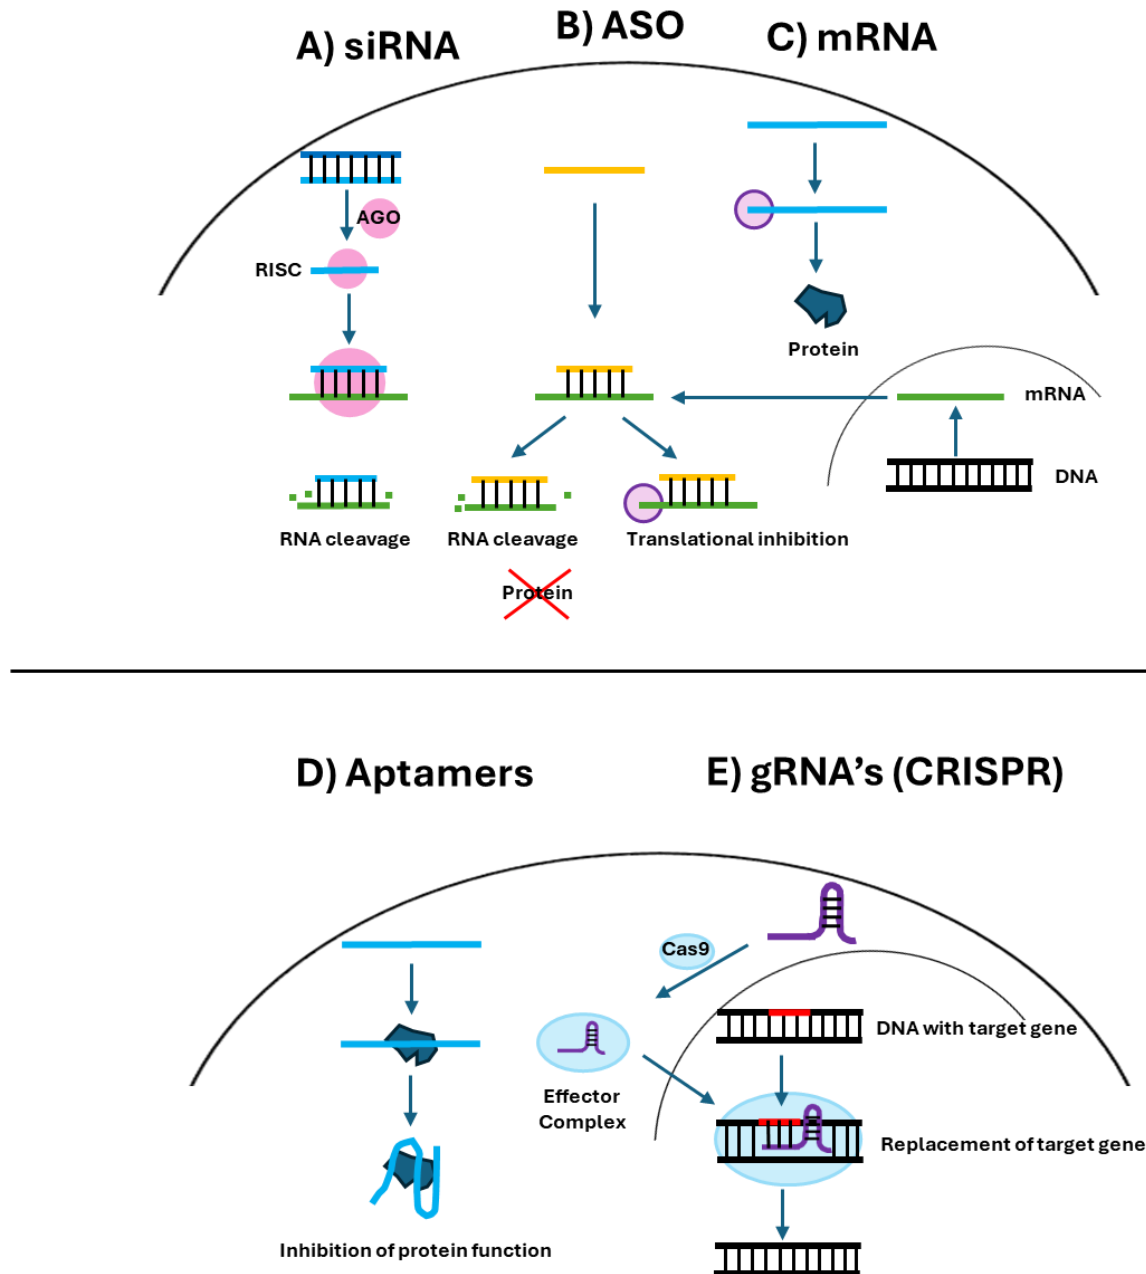 A) siRNA
B) ASO
C) mRNA
AGO
RISC
Protein
mRNA
DNA
RNA cleavage
RNA cleavage
Translational inhibition
Protein
D) Aptamers
E) gRNA's (CRISPR)
Cas9
DNA with target gene
Effector
Complex
Replacement of target gene
Inhibition of protein function